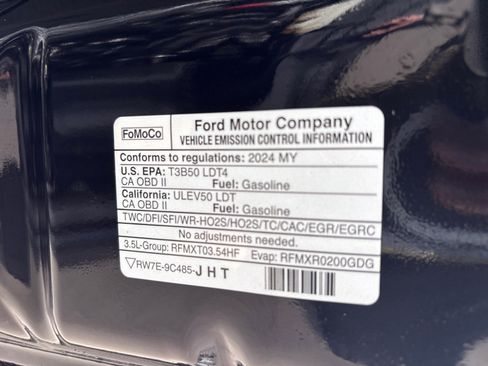 FoMoCo
Ford Motor Company
VEHICLE EMISSION CONTROL INFORMATION
Conforms to regulations: 2024 MY
U.S. EPA: T3B50 LDT4
CA OBD II Fuel: Gasoline
California: ULEV50 LDT
CA OBD II Fuel: Gasoline
TWC/DFI/SFI/WR-HO2S/HO2S/TC/CAC/EGR/EGRC
No adjustments needed.
3.5L-Group: RFMXT03.54HF Evap: RFMXR0200GDG
▽RW7E-9C485-JHT